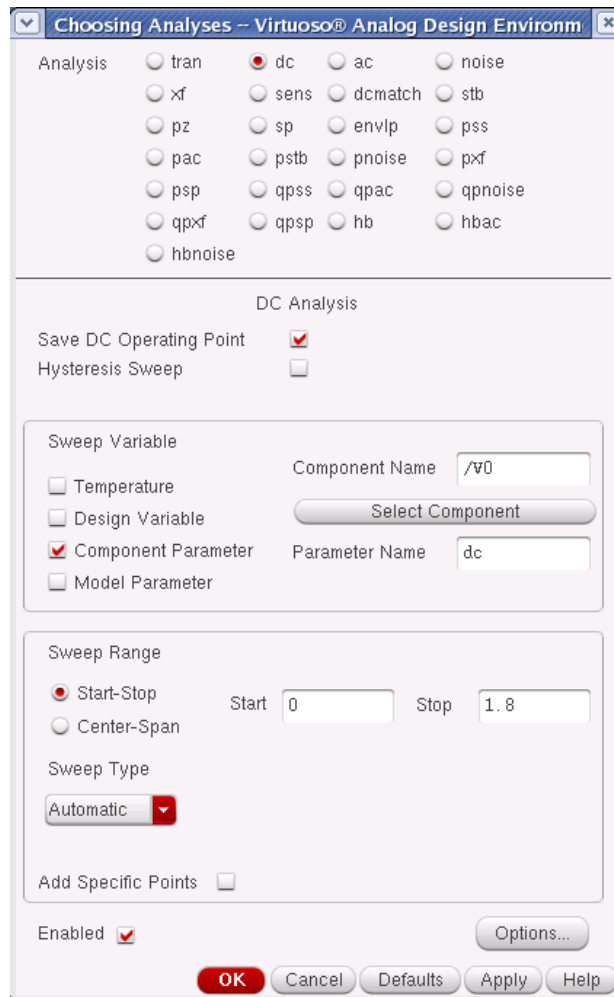 Choosing Analyses -- Virtuoso® Analog Design Environm
Analysis tran dc ac noise
xf sens dcmatch stb
pz sp envlp pss
pac pstb pnoise pxf
psp qpss qpac qpnoise
qpxf qpsp hb hbac
hbnoise
DC Analysis
Save DC Operating Point
Hysteresis Sweep
Sweep Variable
Temperature
Design Variable
Component Parameter
Model Parameter
Component Name /V0
Select Component
Parameter Name dc
Sweep Range
Start-Stop
Center-Span
Start 0 Stop 1.8
Sweep Type
Automatic
Add Specific Points
Enabled
Options...
OK Cancel Defaults Apply Help